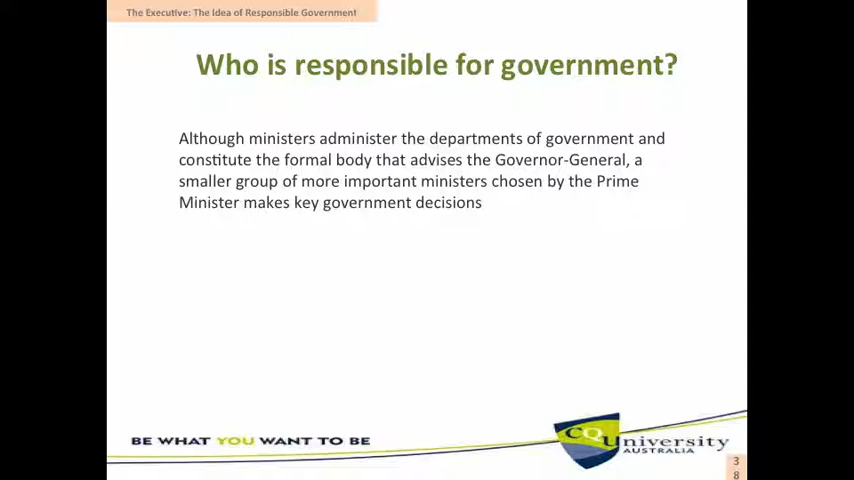 The Executive: The Idea of Responsible Government
Who is responsible for government?
Although ministers administer the departments of government and
constitute the formal body that advises the Governor-General, a
smaller group of more important ministers chosen by the Prime
Minister makes key government decisions
BE WHAT YOU WANT TO BE
CQUniversity
AUSTRALIA
3
8